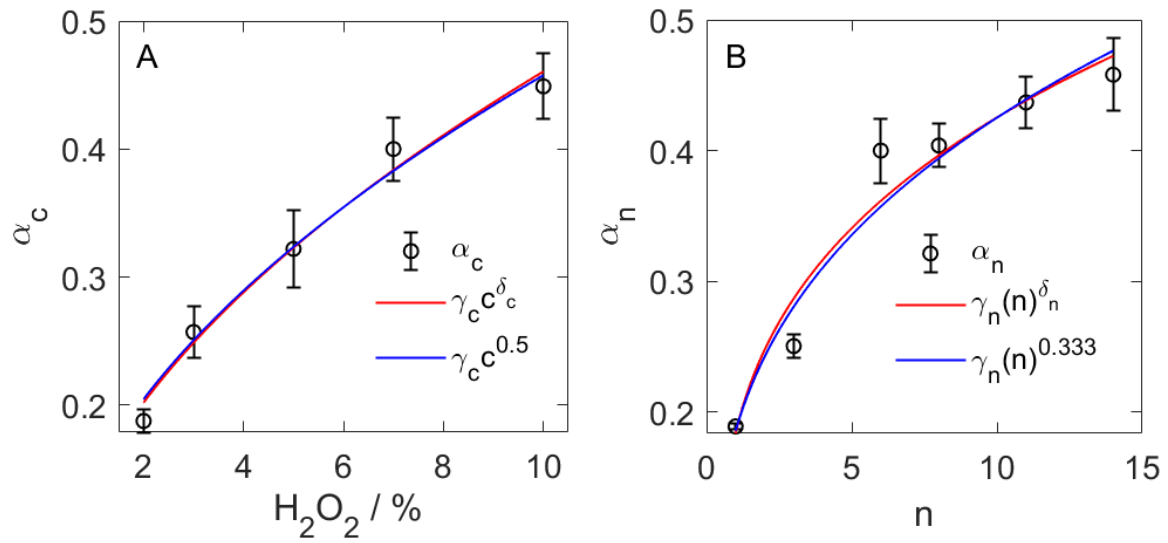 A
0.5
0.4
0.3
0.2
α_c
α_c
γ_c c^{δ_c}
γ_c c^{0.5}
2 4 6 8 10
H₂O₂ / %
B
0.5
0.4
0.3
0.2
α_n
α_n
γ_n(n)^{δ_n}
γ_n(n)^{0.333}
0 5 10 15
n